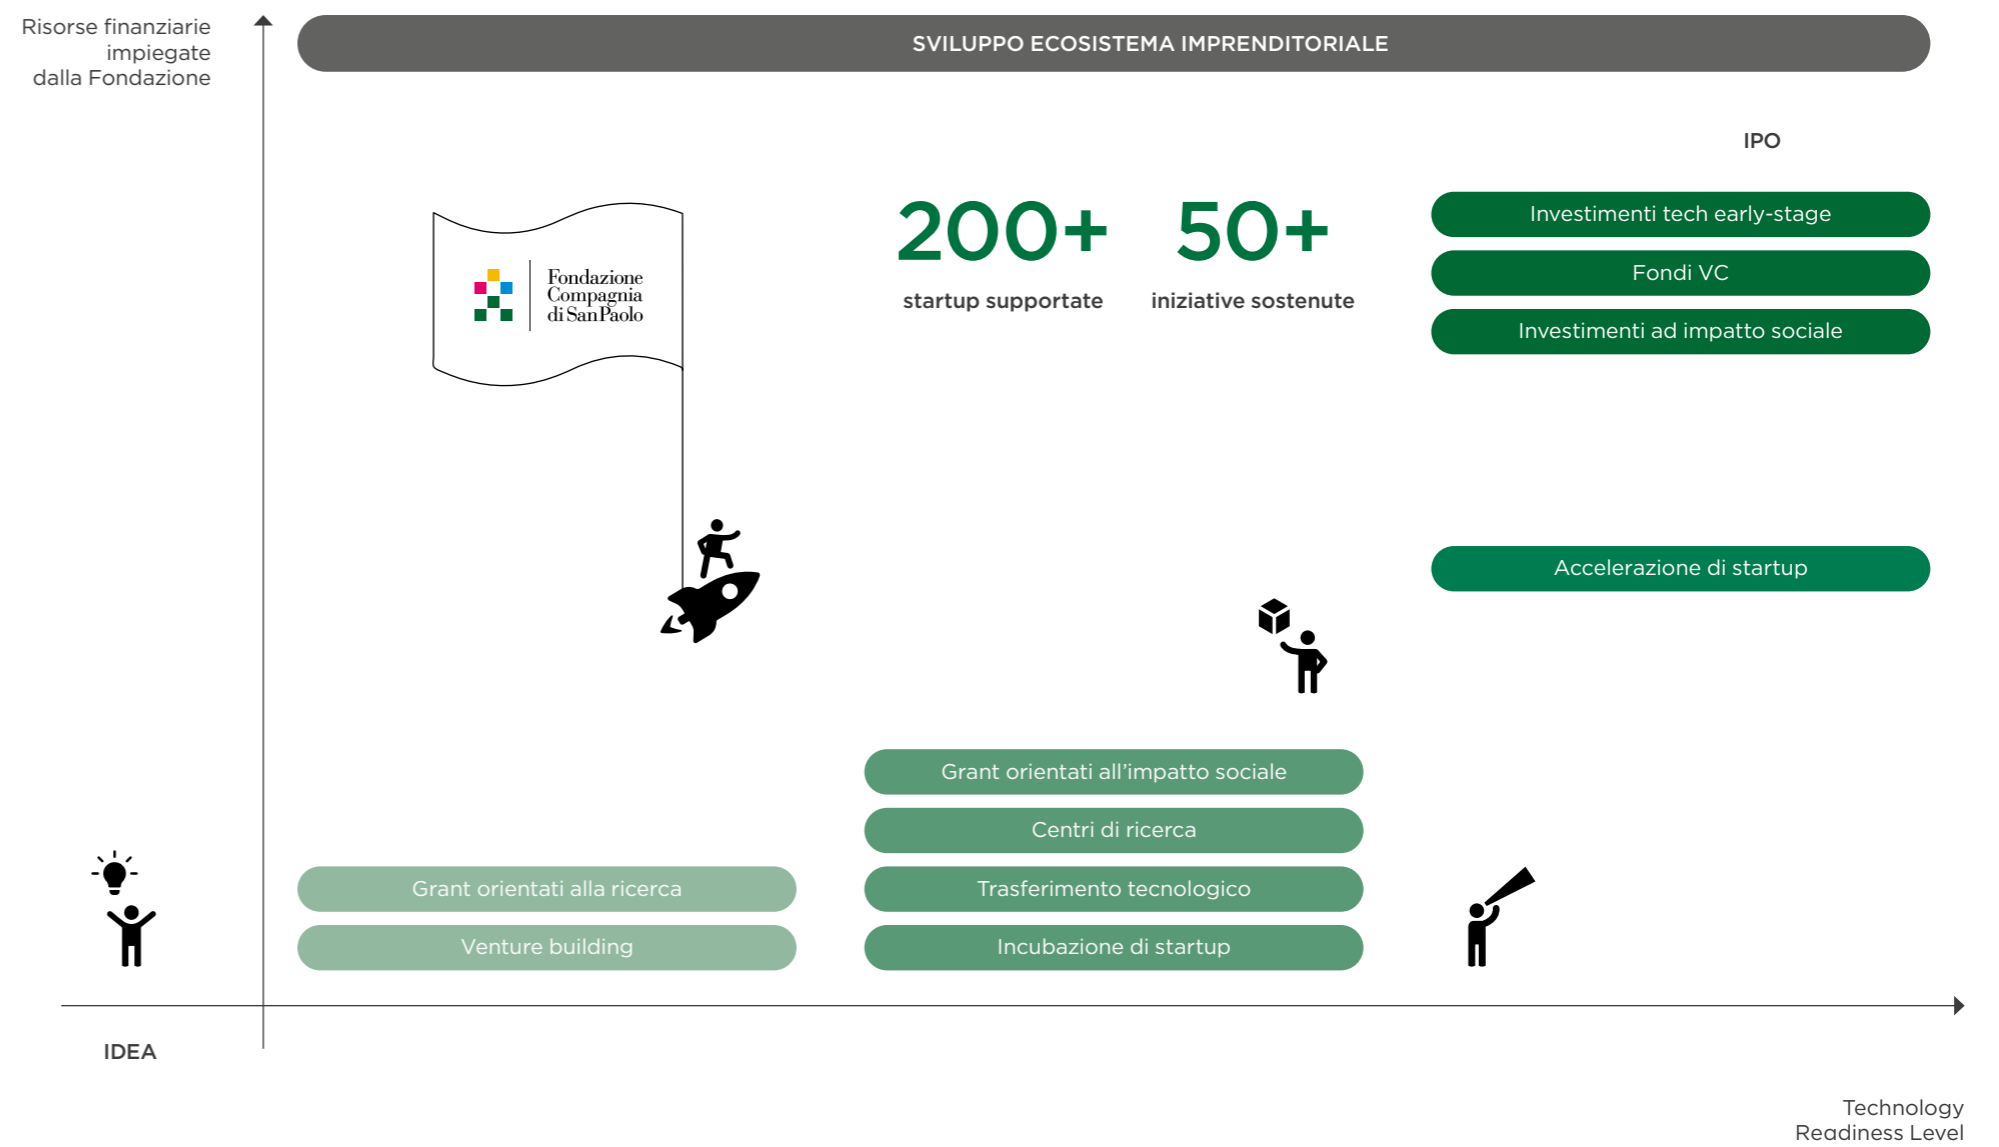 Risorse finanziarie
impiegate
dalla Fondazione
SVILUPPO ECOSISTEMA IMPRENDITORIALE
IPO
Fondazione
Compagnia
di San Paolo
200+
startup supportate
50+
iniziative sostenute
Investimenti tech early-stage
Fondi VC
Investimenti ad impatto sociale
Accelerazione di startup
Grant orientati all'impatto sociale
Centri di ricerca
Trasferimento tecnologico
Incubazione di startup
Grant orientati alla ricerca
Venture building
IDEA
Technology
Readiness Level